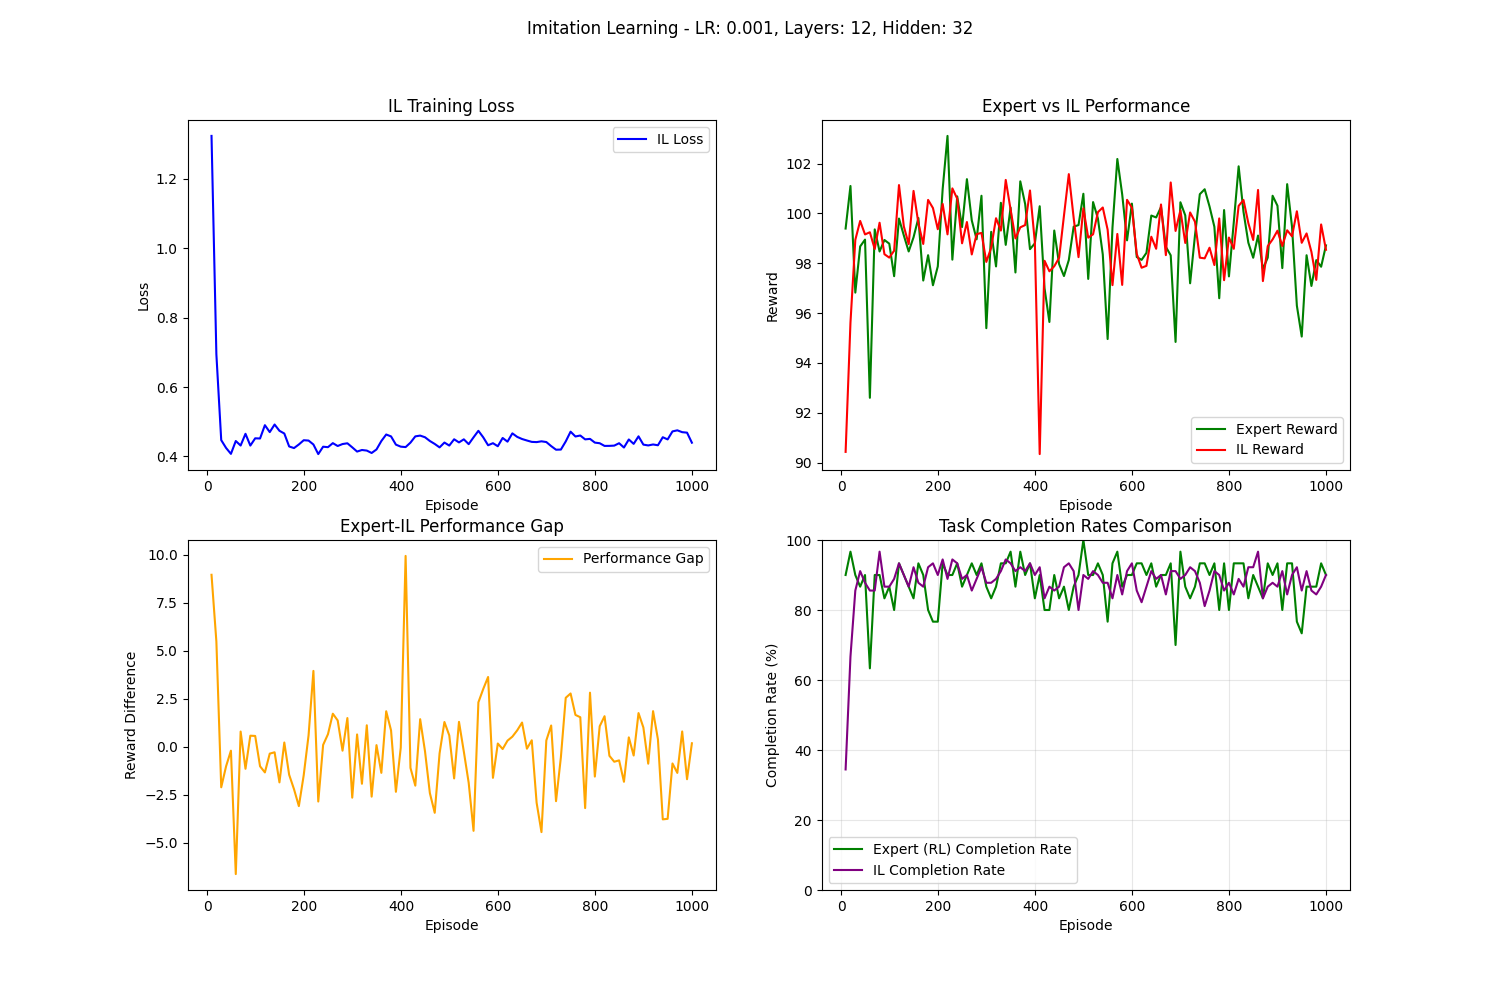 Imitation Learning - LR: 0.001, Layers: 12, Hidden: 32
IL Training Loss
IL Loss
1.2
1.0
0.8
0.6
0.4
Loss
0 200 400 600 800 1000
Episode
Expert vs IL Performance
102
100
98
96
94
92
90
Reward
Expert Reward
IL Reward
0 200 400 600 800 1000
Episode
Expert-IL Performance Gap
Performance Gap
10.0
7.5
5.0
2.5
0.0
−2.5
−5.0
Reward Difference
0 200 400 600 800 1000
Episode
Task Completion Rates Comparison
100
80
60
40
20
0
Completion Rate (%)
Expert (RL) Completion Rate
IL Completion Rate
0 200 400 600 800 1000
Episode